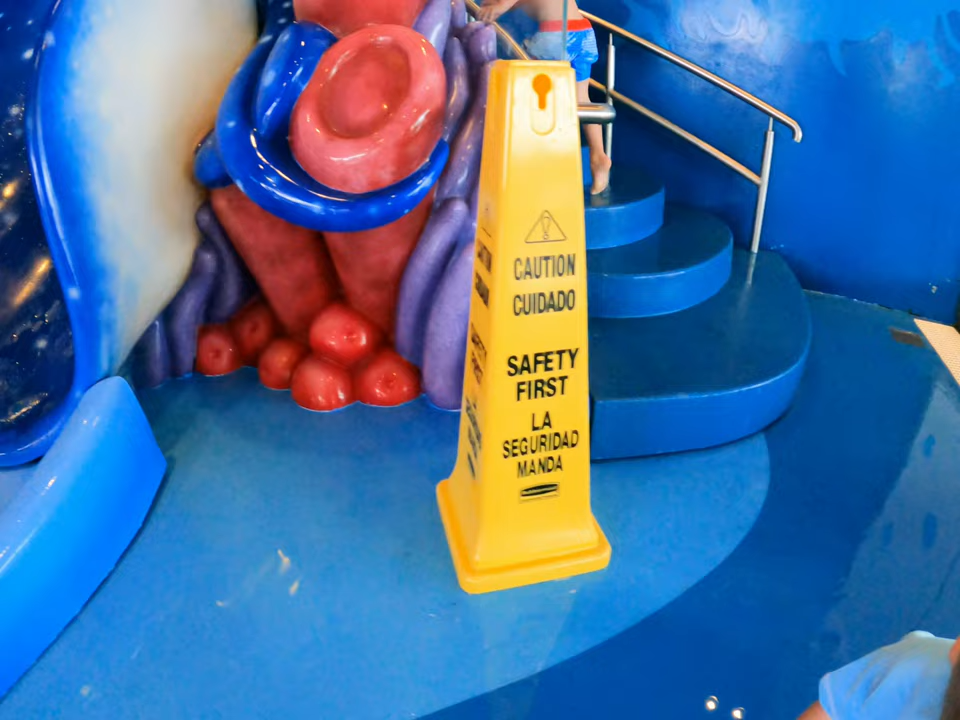 CAUTION
CUIDADO
SAFETY
FIRST
LA
SEGURIDAD
MANDA